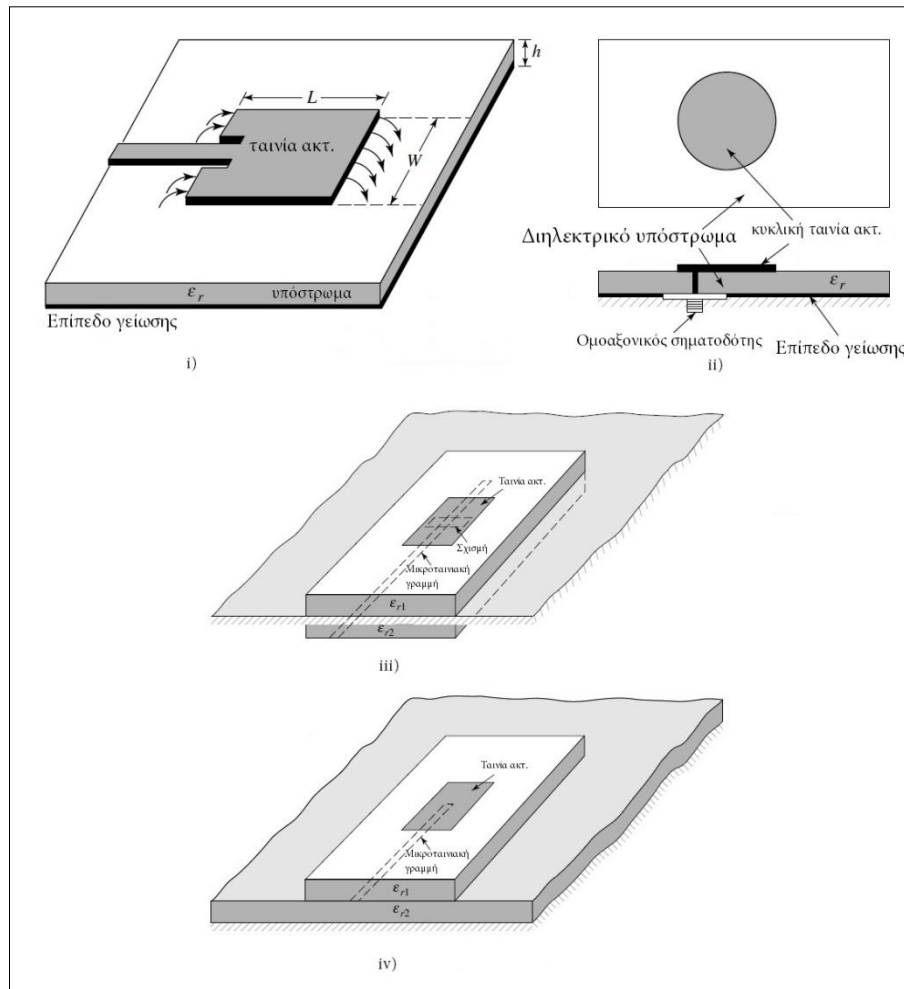 h
L
ταινία ακτ.
W
ε_r
υπόστρωμα
Επίπεδο γείωσης
i)
Διηλεκτρικό υπόστρωμα
κυκλική ταινία ακτ.
ε_r
Ομοαξονικός σηματοδότης
Επίπεδο γείωσης
ii)
Ταινία ακτ.
Σχισμή
Μικροταινιακή
γραμμή
ε_r1
ε_r2
iii)
Ταινία ακτ.
Μικροταινιακή
γραμμή
ε_r1
ε_r2
iv)